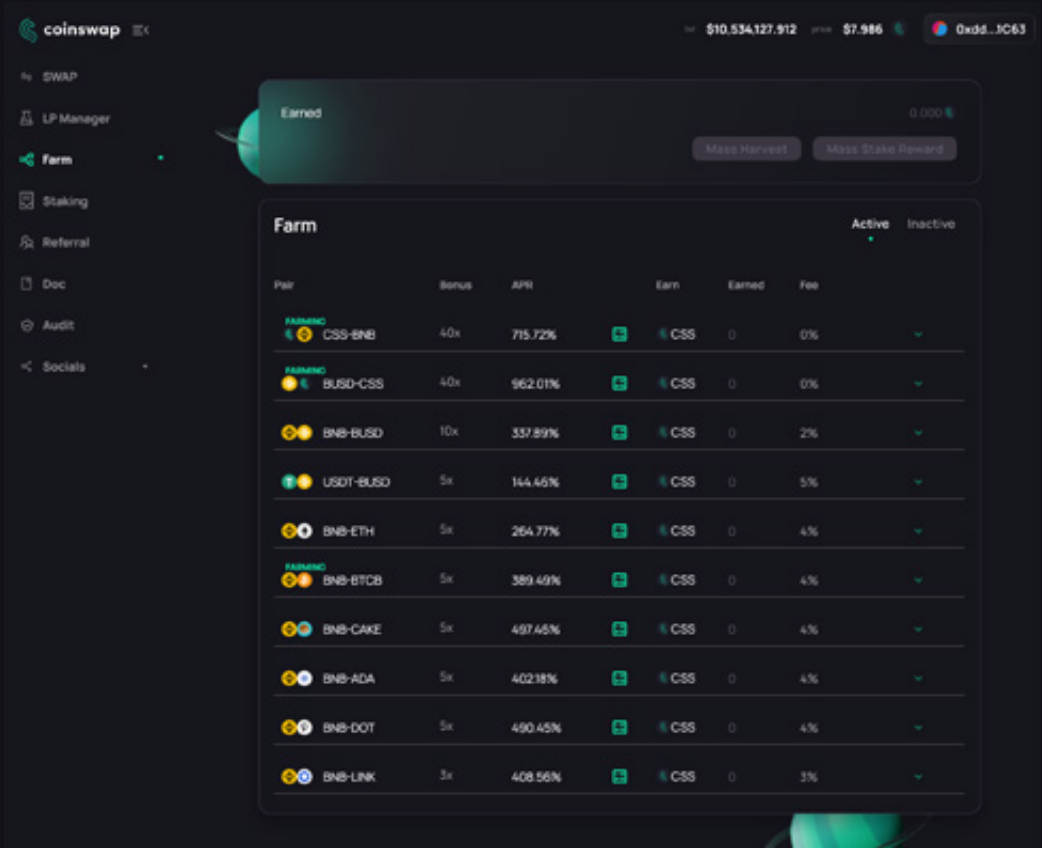 coinswap
tvl $10,534,127.912 price $7.986 0xdd...1C63
SWAP
LP Manager
Farm
Staking
Referral
Doc
Audit
Socials
Earned 0.000
Mass Harvest Mass Stake Reward
Farm Active Inactive
Pair Bonus APR Earn Earned Fee
FARMING
CSS-BNB 40x 715.72% CSS 0 0%
FARMING
BUSD-CSS 40x 962.01% CSS 0 0%
BNB-BUSD 10x 337.89% CSS 0 2%
USDT-BUSD 5x 144.46% CSS 0 5%
BNB-ETH 5x 264.77% CSS 0 4%
FARMING
BNB-BTCB 5x 389.49% CSS 0 4%
BNB-CAKE 5x 497.45% CSS 0 4%
BNB-ADA 5x 402.18% CSS 0 4%
BNB-DOT 5x 490.45% CSS 0 4%
BNB-LINK 3x 408.56% CSS 0 3%